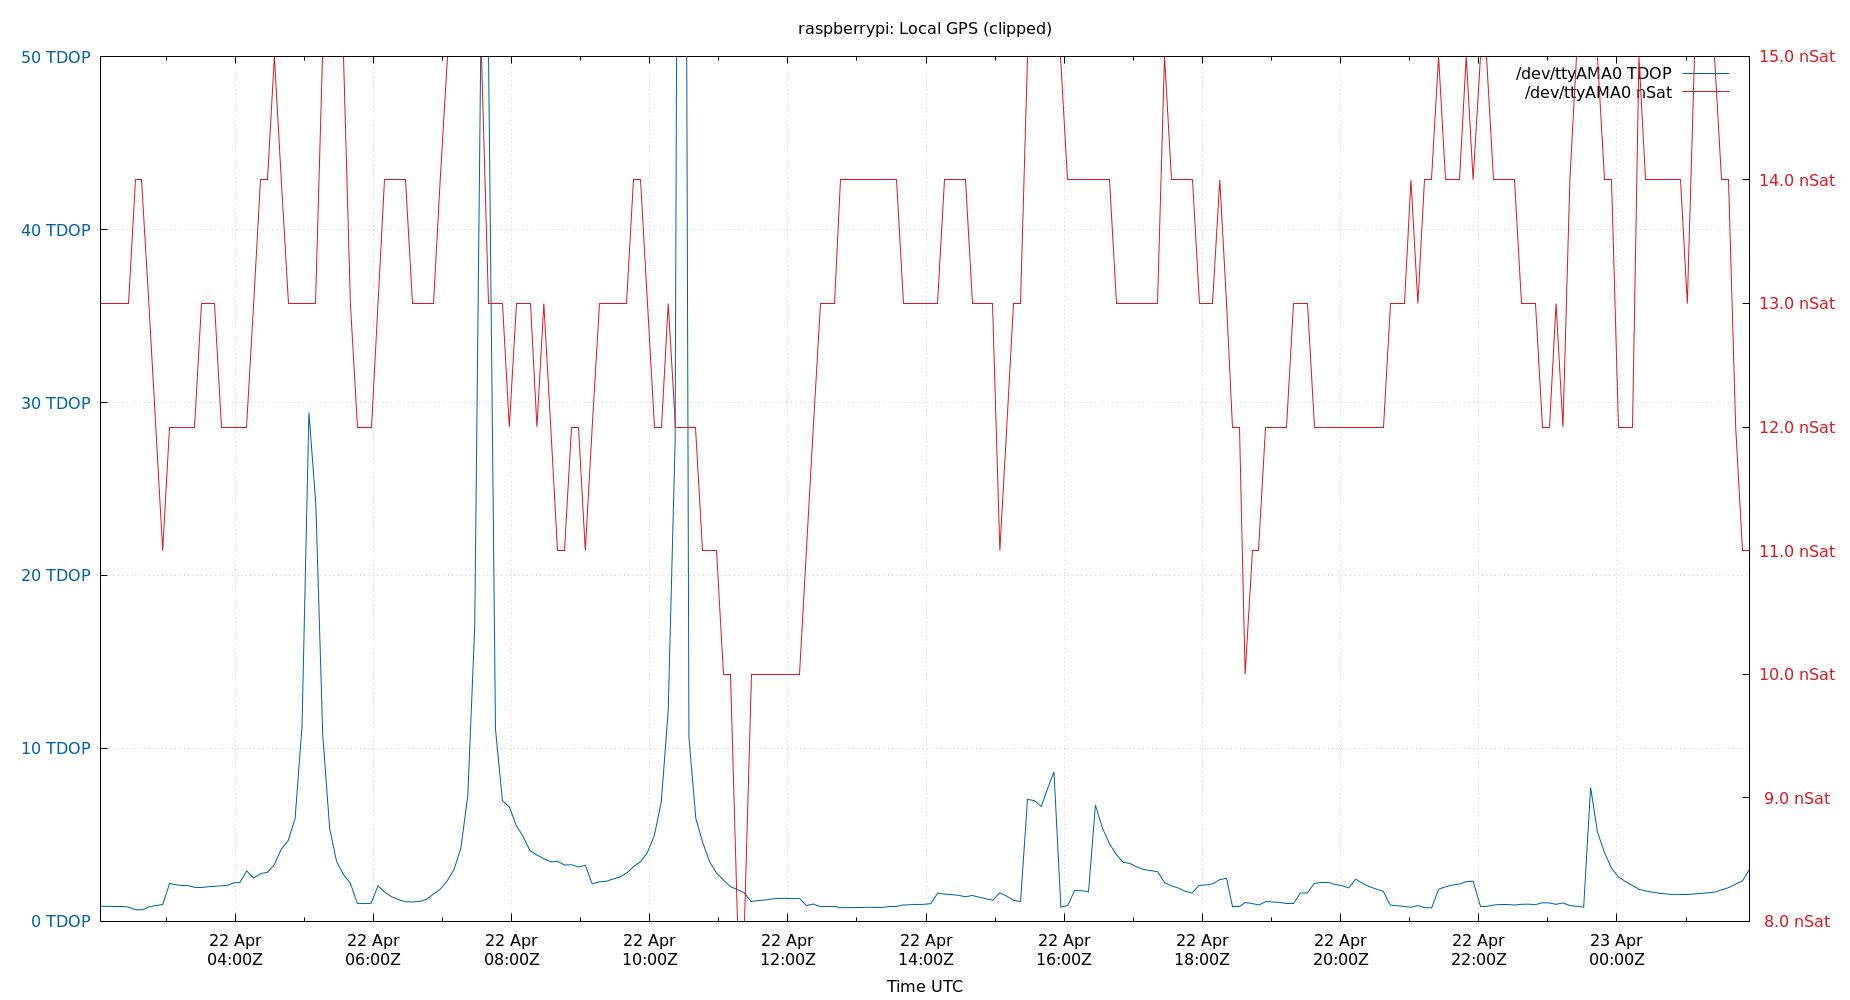 raspberrypi: Local GPS (clipped)
50 TDOP
40 TDOP
30 TDOP
20 TDOP
10 TDOP
0 TDOP
15.0 nSat
14.0 nSat
13.0 nSat
12.0 nSat
11.0 nSat
10.0 nSat
9.0 nSat
8.0 nSat
/dev/ttyAMA0 TDOP
/dev/ttyAMA0 nSat
22 Apr
04:00Z
22 Apr
06:00Z
22 Apr
08:00Z
22 Apr
10:00Z
22 Apr
12:00Z
22 Apr
14:00Z
22 Apr
16:00Z
22 Apr
18:00Z
22 Apr
20:00Z
22 Apr
22:00Z
23 Apr
00:00Z
Time UTC